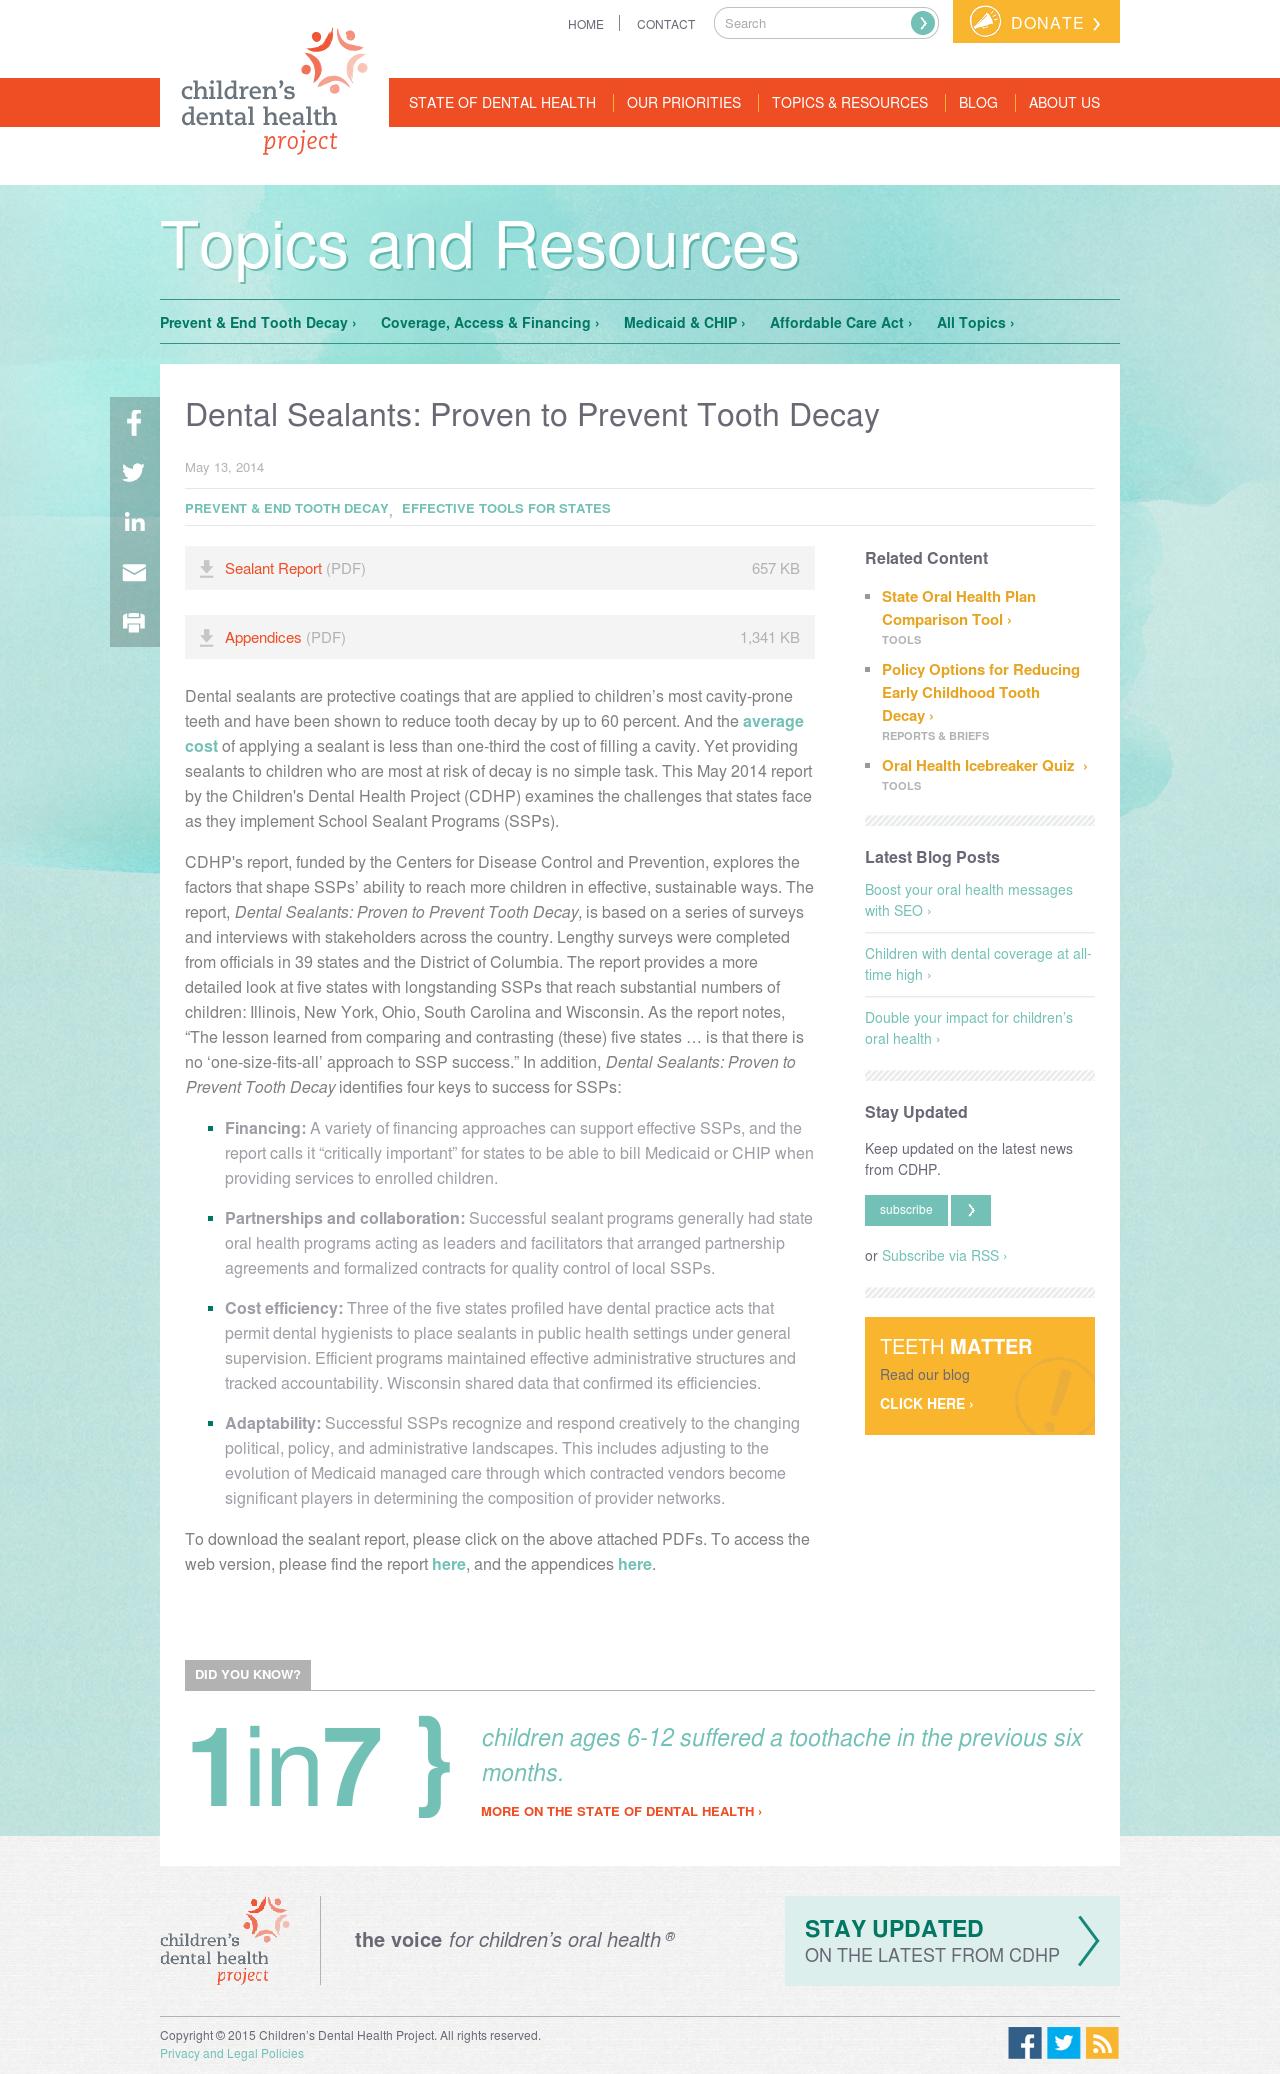 HOME
CONTACT
Search
DONATE
children's
dental health
project
STATE OF DENTAL HEALTH
OUR PRIORITIES
TOPICS & RESOURCES
BLOG
ABOUT US
Topics and Resources
Prevent & End Tooth Decay ›
Coverage, Access & Financing ›
Medicaid & CHIP ›
Affordable Care Act ›
All Topics ›
Dental Sealants: Proven to Prevent Tooth Decay
May 13, 2014
PREVENT & END TOOTH DECAY, EFFECTIVE TOOLS FOR STATES
Sealant Report (PDF) 657 KB
Appendices (PDF) 1,341 KB
Dental sealants are protective coatings that are applied to children’s most cavity-prone
teeth and have been shown to reduce tooth decay by up to 60 percent. And the average
cost of applying a sealant is less than one-third the cost of filling a cavity. Yet providing
sealants to children who are most at risk of decay is no simple task. This May 2014 report
by the Children's Dental Health Project (CDHP) examines the challenges that states face
as they implement School Sealant Programs (SSPs).
CDHP's report, funded by the Centers for Disease Control and Prevention, explores the
factors that shape SSPs’ ability to reach more children in effective, sustainable ways. The
report, Dental Sealants: Proven to Prevent Tooth Decay, is based on a series of surveys
and interviews with stakeholders across the country. Lengthy surveys were completed
from officials in 39 states and the District of Columbia. The report provides a more
detailed look at five states with longstanding SSPs that reach substantial numbers of
children: Illinois, New York, Ohio, South Carolina and Wisconsin. As the report notes,
“The lesson learned from comparing and contrasting (these) five states … is that there is
no ‘one-size-fits-all’ approach to SSP success.” In addition, Dental Sealants: Proven to
Prevent Tooth Decay identifies four keys to success for SSPs:
Financing: A variety of financing approaches can support effective SSPs, and the
report calls it “critically important” for states to be able to bill Medicaid or CHIP when
providing services to enrolled children.
Partnerships and collaboration: Successful sealant programs generally had state
oral health programs acting as leaders and facilitators that arranged partnership
agreements and formalized contracts for quality control of local SSPs.
Cost efficiency: Three of the five states profiled have dental practice acts that
permit dental hygienists to place sealants in public health settings under general
supervision. Efficient programs maintained effective administrative structures and
tracked accountability. Wisconsin shared data that confirmed its efficiencies.
Adaptability: Successful SSPs recognize and respond creatively to the changing
political, policy, and administrative landscapes. This includes adjusting to the
evolution of Medicaid managed care through which contracted vendors become
significant players in determining the composition of provider networks.
To download the sealant report, please click on the above attached PDFs. To access the
web version, please find the report here, and the appendices here.
Related Content
State Oral Health Plan
Comparison Tool ›
TOOLS
Policy Options for Reducing
Early Childhood Tooth
Decay ›
REPORTS & BRIEFS
Oral Health Icebreaker Quiz ›
TOOLS
Latest Blog Posts
Boost your oral health messages
with SEO ›
Children with dental coverage at all-
time high ›
Double your impact for children’s
oral health ›
Stay Updated
Keep updated on the latest news
from CDHP.
subscribe
or Subscribe via RSS ›
TEETH MATTER
Read our blog
CLICK HERE ›
DID YOU KNOW?
1in7 }
children ages 6-12 suffered a toothache in the previous six
months.
MORE ON THE STATE OF DENTAL HEALTH ›
children's
dental health
project
the voice for children’s oral health ®
STAY UPDATED
ON THE LATEST FROM CDHP
Copyright © 2015 Children’s Dental Health Project. All rights reserved.
Privacy and Legal Policies